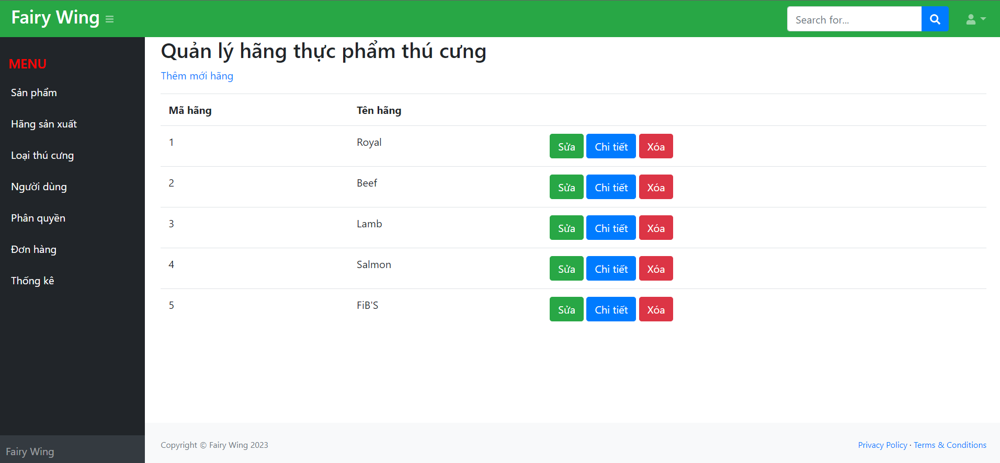 Fairy Wing
Search for...
MENU
Sản phẩm
Hãng sản xuất
Loại thú cưng
Người dùng
Phân quyền
Đơn hàng
Thống kê
Fairy Wing
Quản lý hãng thực phẩm thú cưng
Thêm mới hãng
Mã hãng Tên hãng
1 Royal Sửa Chi tiết Xóa
2 Beef Sửa Chi tiết Xóa
3 Lamb Sửa Chi tiết Xóa
4 Salmon Sửa Chi tiết Xóa
5 FiB'S Sửa Chi tiết Xóa
Copyright © Fairy Wing 2023
Privacy Policy · Terms & Conditions